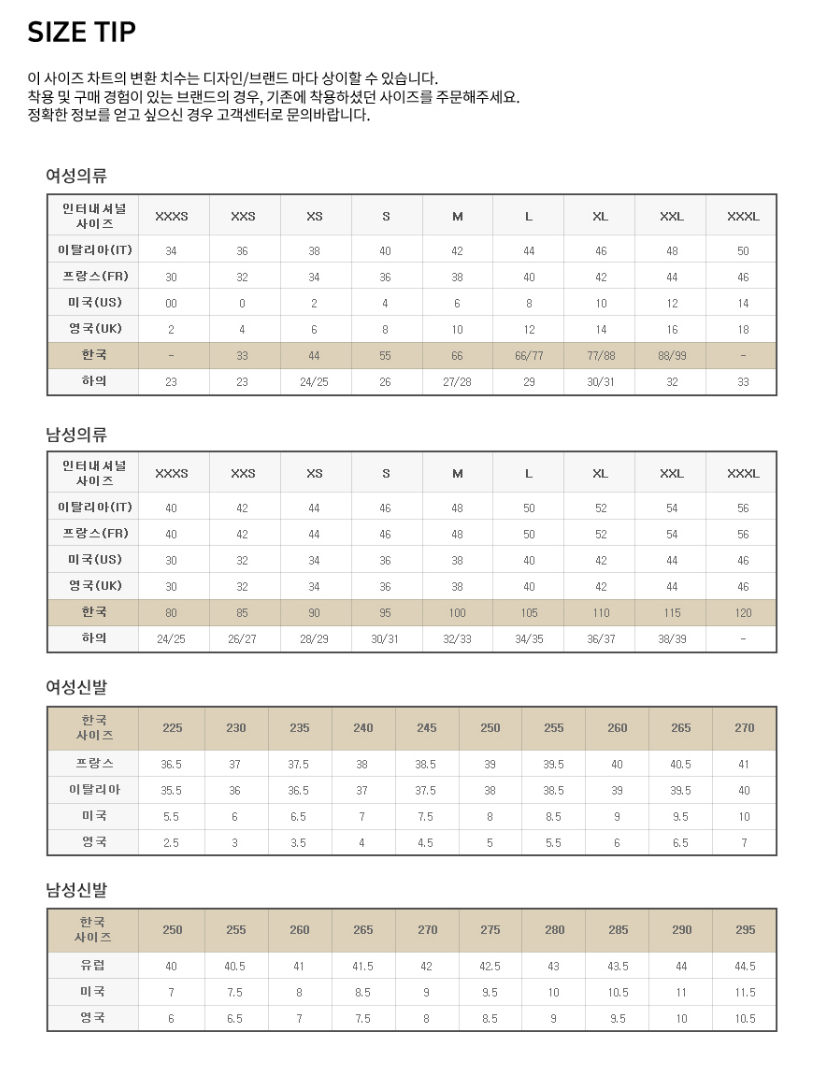 SIZE TIP
이 사이즈 차트의 변환 치수는 디자인/브랜드 마다 상이할 수 있습니다.
착용 및 구매 경험이 있는 브랜드의 경우, 기존에 착용하셨던 사이즈를 주문해주세요.
정확한 정보를 얻고 싶으신 경우 고객센터로 문의바랍니다.
여성의류
인터내셔널 사이즈 XXXS XXS XS S M L XL XXL XXXL
이탈리아(IT) 34 36 38 40 42 44 46 48 50
프랑스(FR) 30 32 34 36 38 40 42 44 46
미국(US) 00 0 2 4 6 8 10 12 14
영국(UK) 2 4 6 8 10 12 14 16 18
한국 - 33 44 55 66 66/77 77/88 88/99 -
하의 23 23 24/25 26 27/28 29 30/31 32 33
남성의류
인터내셔널 사이즈 XXXS XXS XS S M L XL XXL XXXL
이탈리아(IT) 40 42 44 46 48 50 52 54 56
프랑스(FR) 40 42 44 46 48 50 52 54 56
미국(US) 30 32 34 36 38 40 42 44 46
영국(UK) 30 32 34 36 38 40 42 44 46
한국 80 85 90 95 100 105 110 115 120
하의 24/25 26/27 28/29 30/31 32/33 34/35 36/37 38/39 -
여성신발
한국 사이즈 225 230 235 240 245 250 255 260 265 270
프랑스 36.5 37 37.5 38 38.5 39 39.5 40 40.5 41
이탈리아 35.5 36 36.5 37 37.5 38 38.5 39 39.5 40
미국 5.5 6 6.5 7 7.5 8 8.5 9 9.5 10
영국 2.5 3 3.5 4 4.5 5 5.5 6 6.5 7
남성신발
한국 사이즈 250 255 260 265 270 275 280 285 290 295
유럽 40 40.5 41 41.5 42 42.5 43 43.5 44 44.5
미국 7 7.5 8 8.5 9 9.5 10 10.5 11 11.5
영국 6 6.5 7 7.5 8 8.5 9 9.5 10 10.5